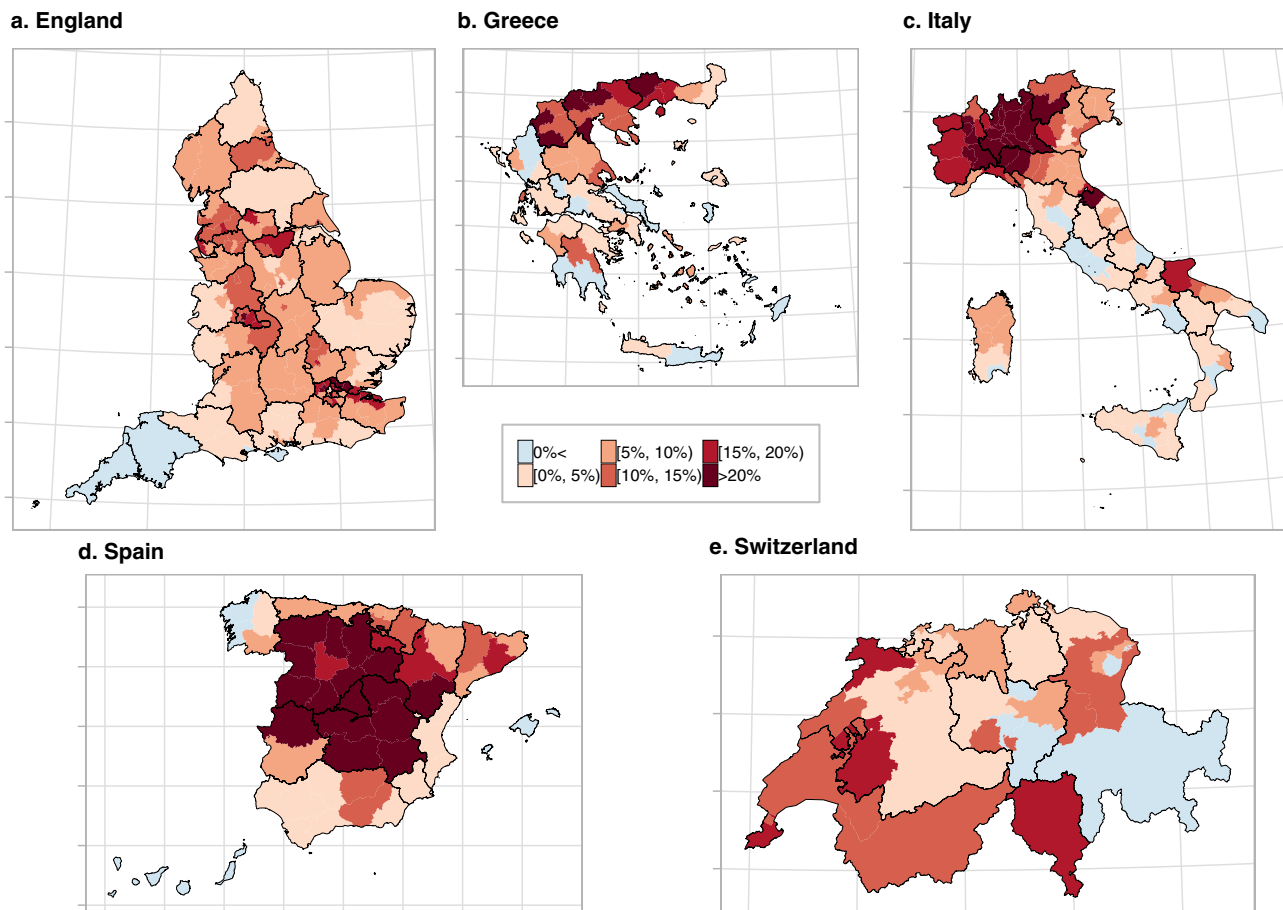 a. England
b. Greece
c. Italy
0%<
[5%, 10%)
[15%, 20%)
[0%, 5%)
[10%, 15%)
>20%
d. Spain
e. Switzerland